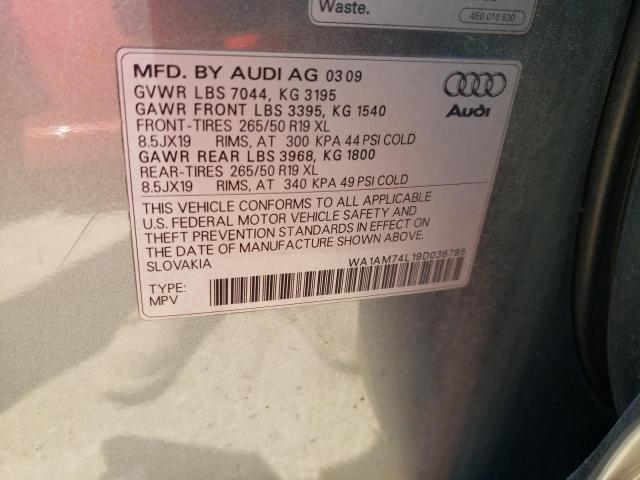 Waste.
4E0 010 630
MFD. BY AUDI AG 03 09
GVWR LBS 7044, KG 3195
GAWR FRONT LBS 3395, KG 1540
FRONT-TIRES 265/50 R19 XL
8.5JX19 RIMS, AT 300 KPA 44 PSI COLD
GAWR REAR LBS 3968, KG 1800
REAR-TIRES 265/50 R19 XL
8.5JX19 RIMS, AT 340 KPA 49 PSI COLD
Audi
THIS VEHICLE CONFORMS TO ALL APPLICABLE
U.S. FEDERAL MOTOR VEHICLE SAFETY AND
THEFT PREVENTION STANDARDS IN EFFECT ON
THE DATE OF MANUFACTURE SHOWN ABOVE.
SLOVAKIA
WA1AM74L19D036795
TYPE:
MPV